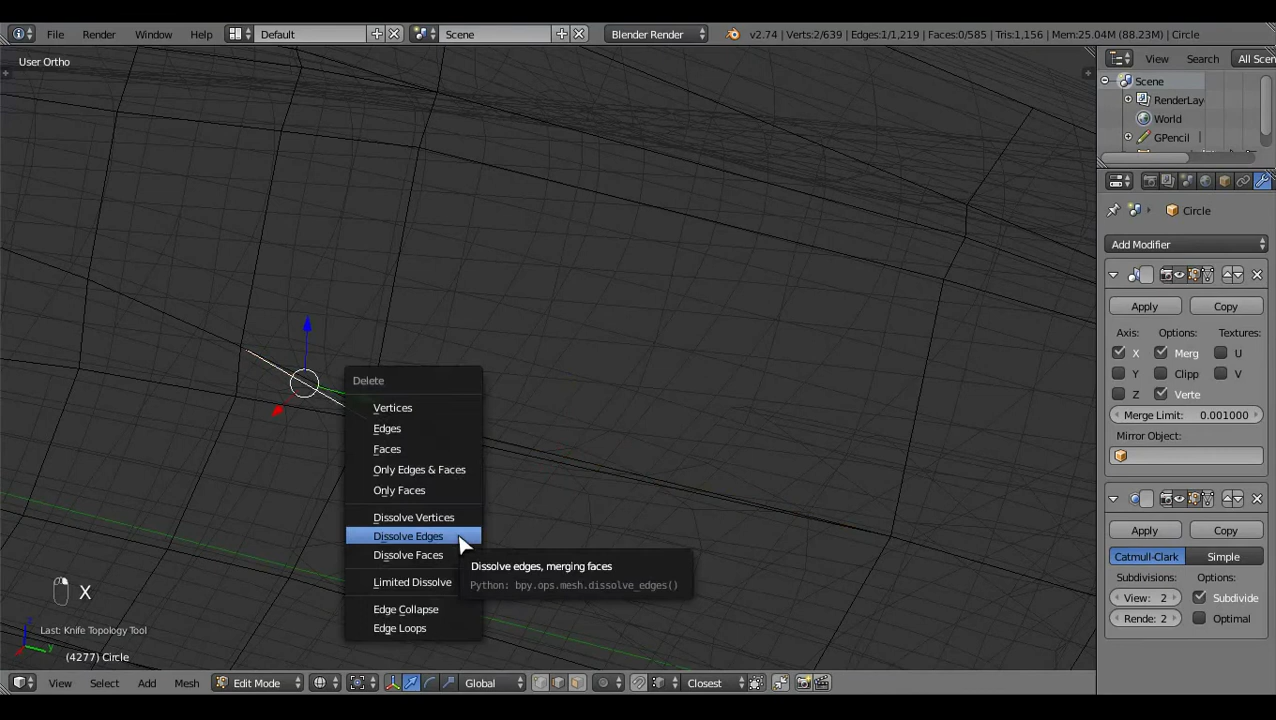 File Render Window Help Default Scene Blender Render v2.74 | Verts:2/639 | Edges:1/1,219 | Faces:0/585 | Tris:1,156 | Mem:25.04M (88.23M) | Circle
User Ortho
View Search All Scen
Scene
RenderLay
World
GPencil
Circle
Add Modifier
Apply Copy
Axis: Options: Textures:
X Merg U
Y Clipp V
Z Verte
Merge Limit: 0.001000
Mirror Object:
Apply Copy
Catmull-Clark Simple
Subdivisions: Options:
View: 2 Subdivide
Rende: 2 Optimal
Delete
Vertices
Edges
Faces
Only Edges & Faces
Only Faces
Dissolve Vertices
Dissolve Edges
Dissolve Faces
Limited Dissolve
Edge Collapse
Edge Loops
Dissolve edges, merging faces
Python: bpy.ops.mesh.dissolve_edges()
X
Last: Knife Topology Tool
z
y
(4277) Circle
View Select Add Mesh Edit Mode Global Closest